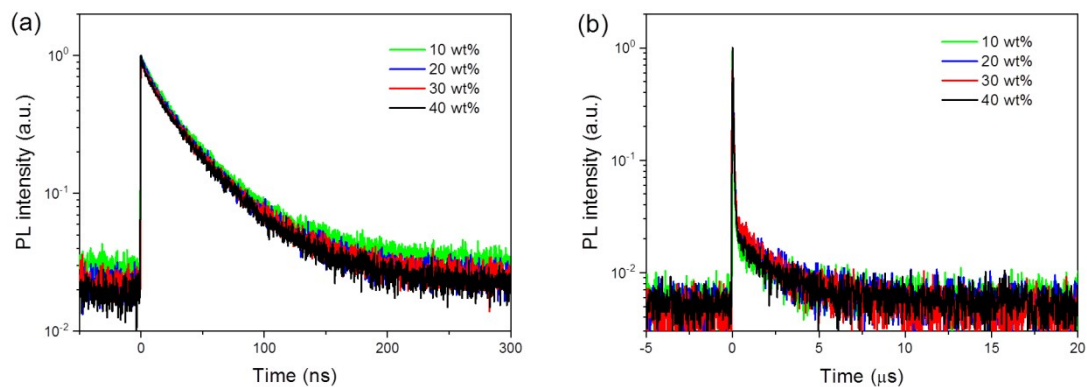 (a)
10⁰
10⁻¹
10⁻²
PL intensity (a.u.)
10 wt%
20 wt%
30 wt%
40 wt%
0
100
200
300
Time (ns)
(b)
10⁰
10⁻¹
10⁻²
PL intensity (a.u.)
10 wt%
20 wt%
30 wt%
40 wt%
-5
0
5
10
15
20
Time (μs)